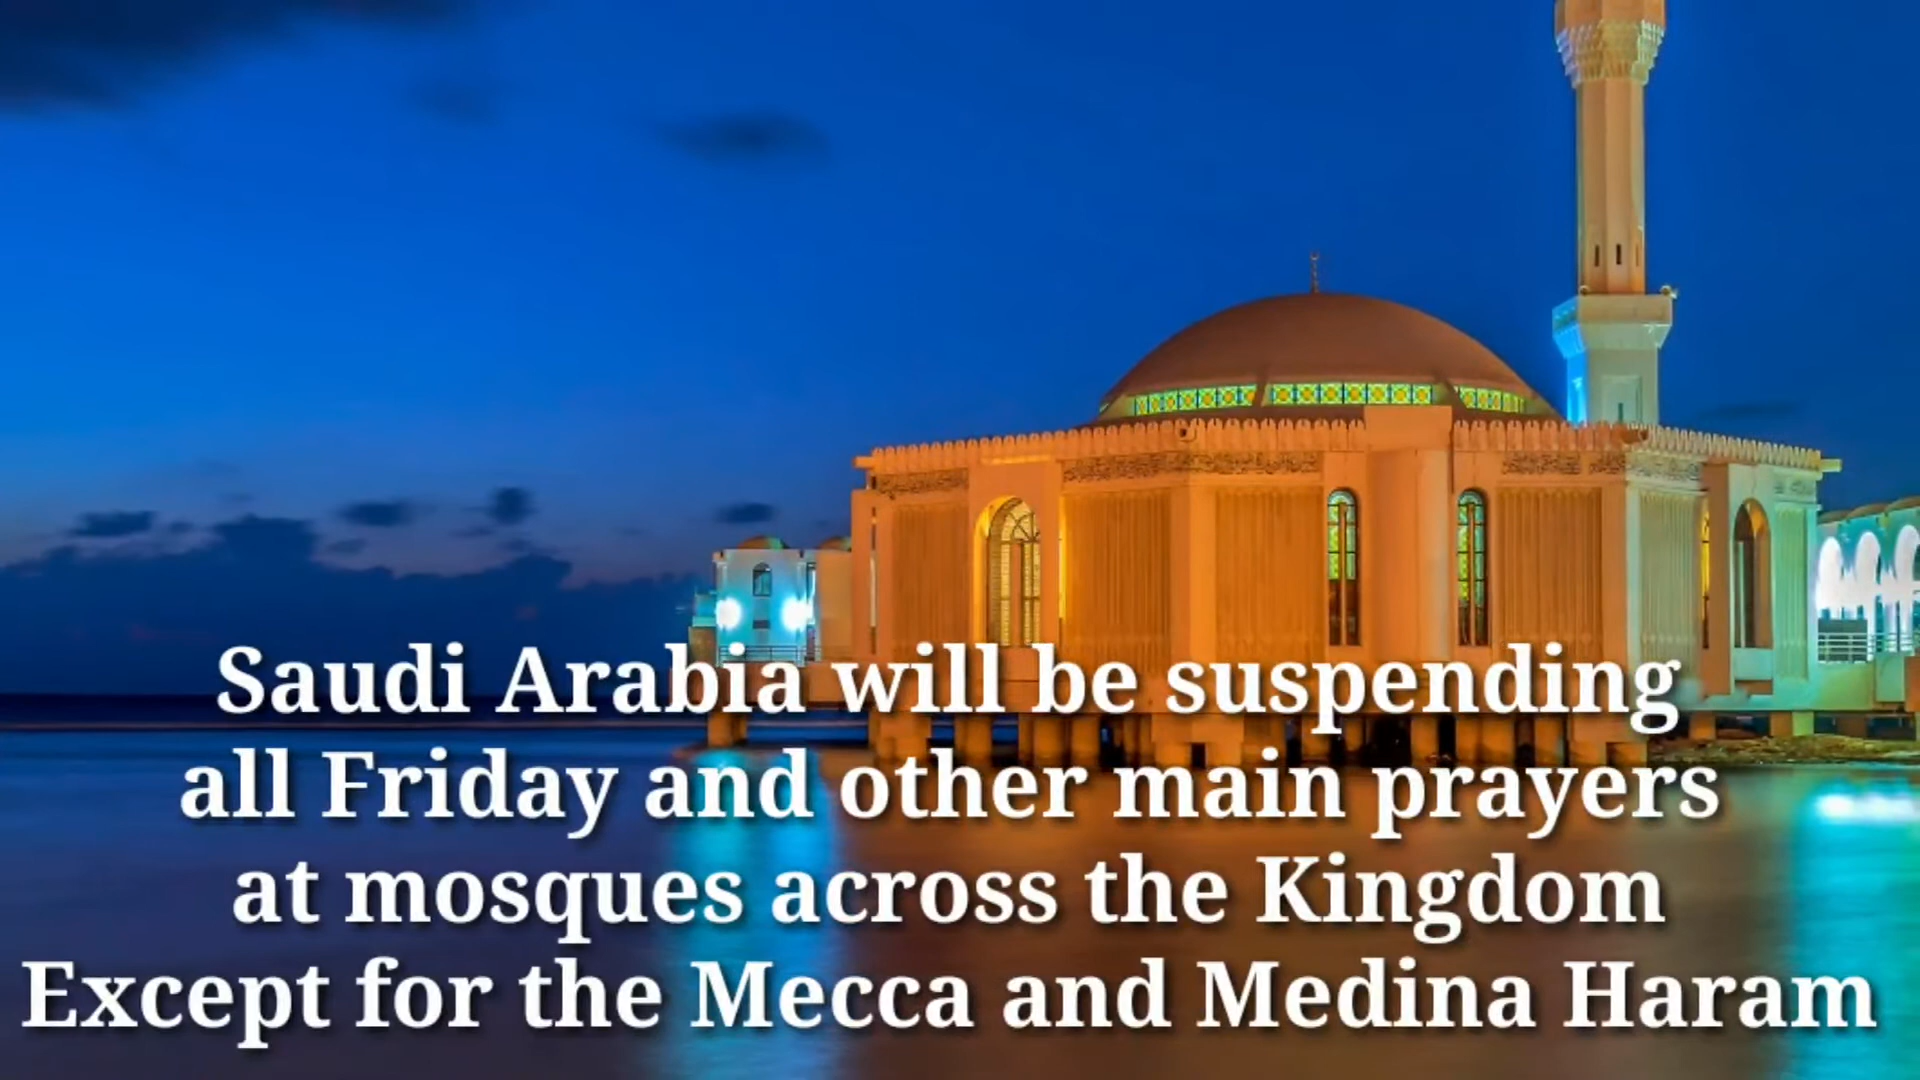 Saudi Arabia will be suspending
all Friday and other main prayers
at mosques across the Kingdom
Except for the Mecca and Medina Haram